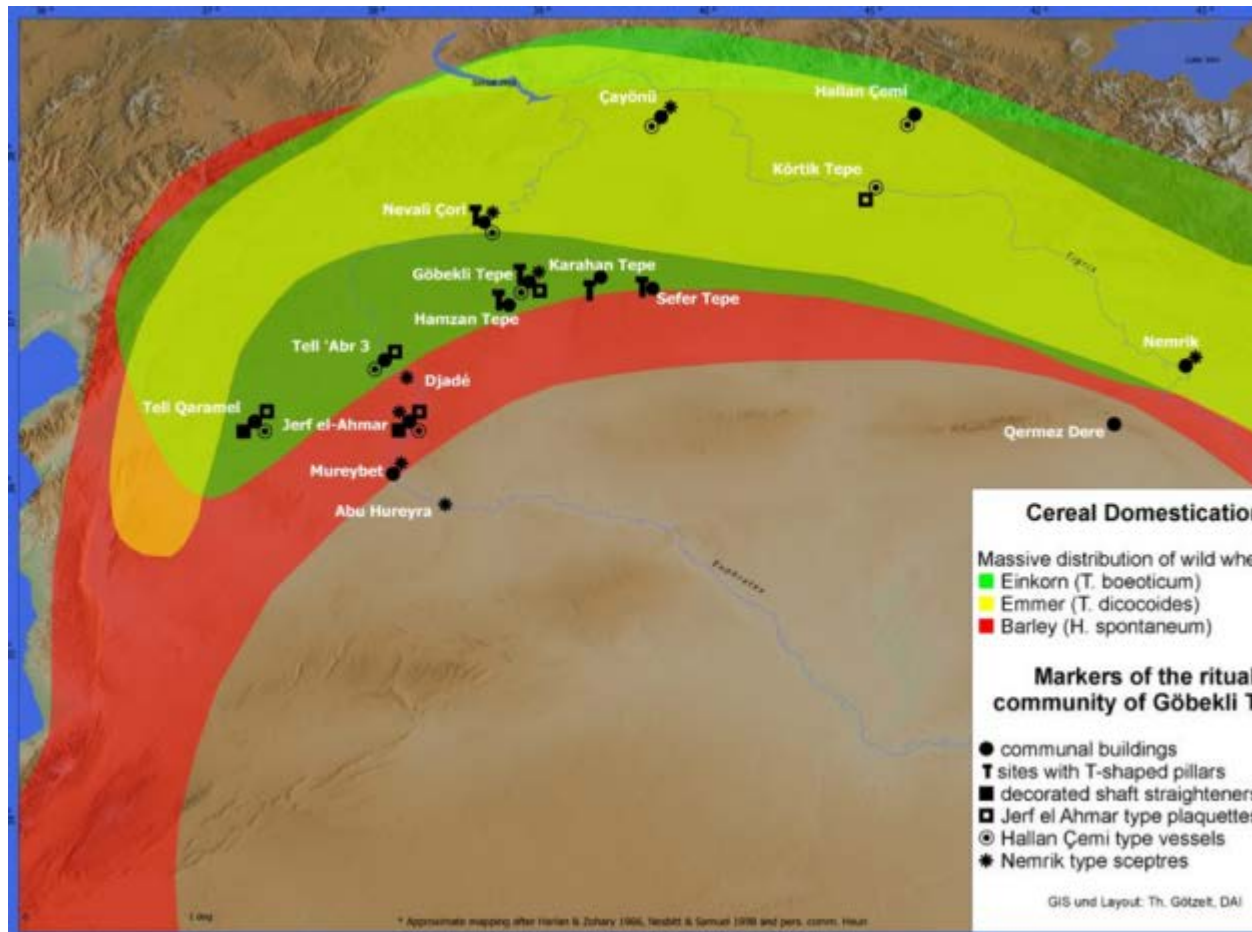 Çayönü
Hallan Çemi
Körtik Tepe
Nevali Çori
Göbekli Tepe
Karahan Tepe
Hamzan Tepe
Sefer Tepe
Tell 'Abr 3
Djadé
Tell Qaramel
Jerf el-Ahmar
Mureybet
Abu Hureyra
Nemrik
Qermez Dere
Tigris
Euphrates
Cereal Domestication
Massive distribution of wild whe
Einkorn (T. boeoticum)
Emmer (T. dicocoides)
Barley (H. spontaneum)
Markers of the ritual
community of Göbekli T
communal buildings
sites with T-shaped pillars
decorated shaft straighteners
Jerf el Ahmar type plaquettes
Hallan Çemi type vessels
Nemrik type sceptres
GIS und Layout: Th. Götzelt, DAI
1 deg
* Approximate mapping after Harlan & Zohary 1966, Nesbitt & Samuel 1998 and pers. comm. Heun